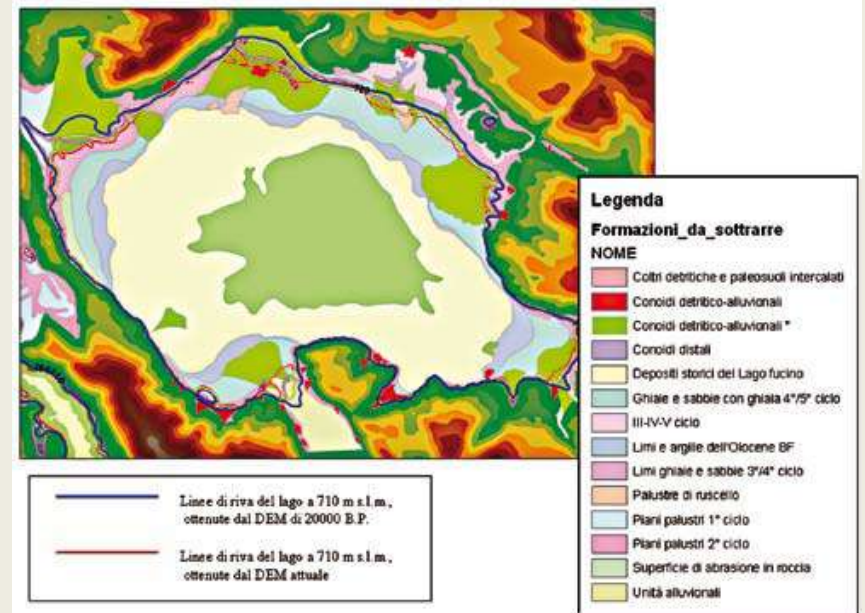 Legenda
Formazioni_da_sottrarre
NOME
Coltri detritiche e paleosuoli intercalati
Conoidi detritico-alluvionali
Conoidi detritico-alluvionali *
Conoidi distali
Depositi storici del Lago fucino
Ghiaie e sabbie con ghiaia 4°/5° ciclo
III-IV-V ciclo
Limi e argille dell'Olocene BF
Limi ghiaie e sabbie 3°/4° ciclo
Palustre di ruscello
Piani palustri 1° ciclo
Piani palustri 2° ciclo
Superficie di abrasione in roccia
Unità alluvionali
Linee di riva del lago a 710 m s.l.m.,
ottenute dal DEM di 20000 B.P.
Linee di riva del lago a 710 m s.l.m.,
ottenute dal DEM attuale